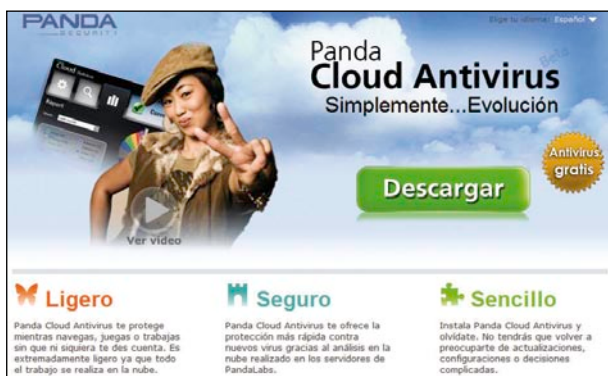 PANDA
SECURITY
Elige tu idioma: Español
Beta
Panda
Cloud Antivirus
Simplemente...Evolución
Cloud Antivirus
Report
Antivirus gratis
Descargar
Ver video
Ligero
Panda Cloud Antivirus te protege
mientras navegas, juegas o trabajas
sin que ni siquiera te des cuenta. Es
extremadamente ligero ya que todo
el trabajo se realiza en la nube.
Seguro
Panda Cloud Antivirus te ofrece la
protección más rápida contra
nuevos virus gracias al análisis en la
nube realizado en los servidores de
PandaLabs.
Sencillo
Instala Panda Cloud Antivirus y
olvídate. No tendrás que volver a
preocuparte de actualizaciones,
configuraciones o decisiones
complicadas.